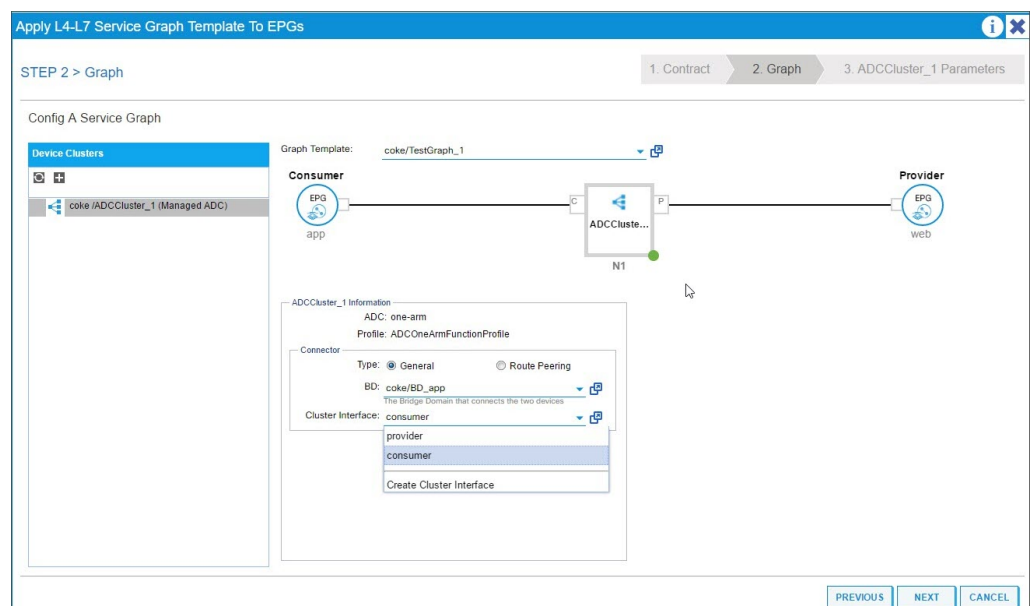 Apply L4-L7 Service Graph Template To EPGs
i
STEP 2 > Graph
1. Contract
2. Graph
3. ADCCluster_1 Parameters
Config A Service Graph
Device Clusters
coke /ADCCluster_1 (Managed ADC)
Graph Template: coke/TestGraph_1
Consumer
EPG
app
C
ADCCluste...
P
N1
Provider
EPG
web
ADCCluster_1 Information
ADC: one-arm
Profile: ADCOneArmFunctionProfile
Connector
Type: General Route Peering
BD: coke/BD_app
The Bridge Domain that connects the two devices
Cluster Interface: consumer
provider
consumer
Create Cluster Interface
PREVIOUS NEXT CANCEL